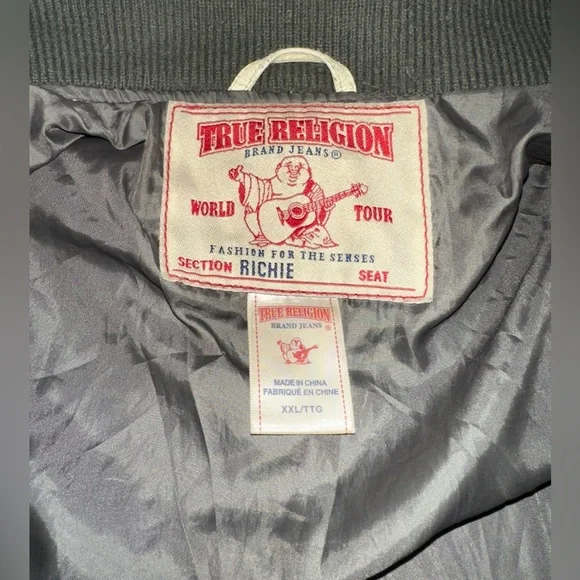 TRUE RELIGION
BRAND JEANS®
WORLD TOUR
FASHION FOR THE SENSES
SECTION RICHIE SEAT
TRUE RELIGION
BRAND JEANS®
MADE IN CHINA
FABRIQUÉ EN CHINE
XXL/TTG